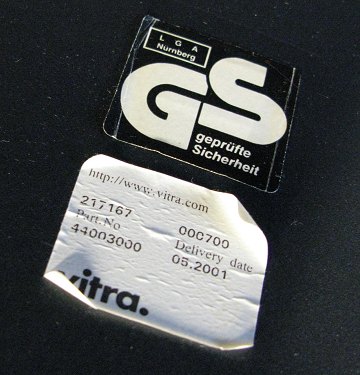 L G A
Nürnberg
GS
geprüfte
Sicherheit
http://www.vitra.com
217167 000700
Part.No Delivery date
44003000 05.2001
vitra.